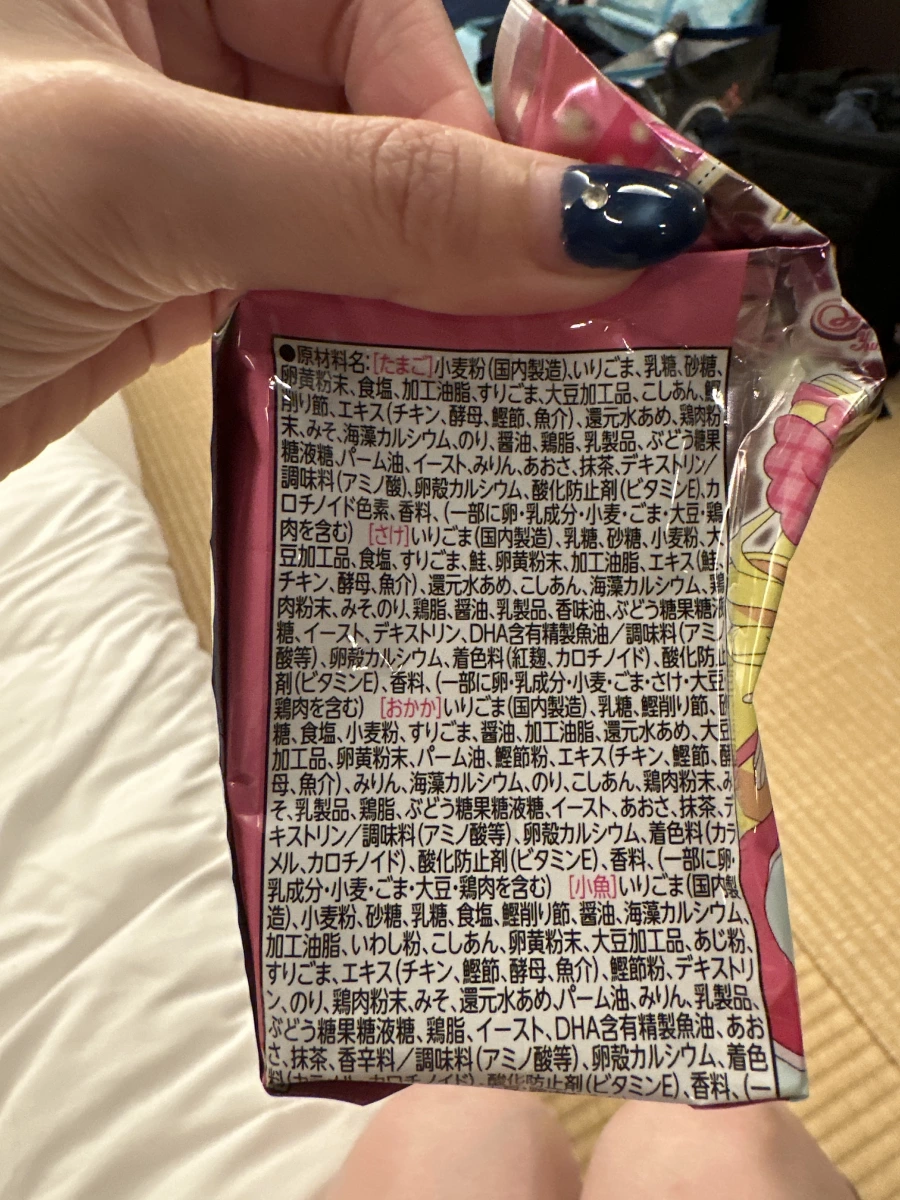 ●原材料名:[たまご]小麦粉(国内製造)、いりごま、乳糖、砂糖、
卵黄粉末、食塩、加工油脂、すりごま、大豆加工品、こしあん、鰹
削り節、エキス(チキン、酵母、鰹節、魚介)、還元水あめ、鶏肉粉
末、みそ、海藻カルシウム、のり、醤油、鶏脂、乳製品、ぶどう糖果
糖液糖、パーム油、イースト、みりん、あおさ、抹茶、デキストリン/
調味料(アミノ酸)、卵殻カルシウム、酸化防止剤(ビタミンE)、カ
ロチノイド色素、香料、(一部に卵・乳成分・小麦・ごま・大豆・鶏
肉を含む) [さけ]いりごま(国内製造)、乳糖、砂糖、小麦粉、大
豆加工品、食塩、すりごま、鮭、卵黄粉末、加工油脂、エキス(鮭、
チキン、酵母、魚介)、還元水あめ、こしあん、海藻カルシウム、鶏
肉粉末、みそ、のり、鶏脂、醤油、乳製品、香味油、ぶどう糖果糖液
糖、イースト、デキストリン、DHA含有精製魚油/調味料(アミノ
酸等)、卵殻カルシウム、着色料(紅麹、カロチノイド)、酸化防止
剤(ビタミンE)、香料、(一部に卵・乳成分・小麦・ごま・さけ・大豆・
鶏肉を含む) [おかか]いりごま(国内製造)、乳糖、鰹削り節、砂
糖、食塩、小麦粉、すりごま、醤油、加工油脂、還元水あめ、大豆
加工品、卵黄粉末、パーム油、鰹節粉、エキス(チキン、鰹節、酵
母、魚介)、みりん、海藻カルシウム、のり、こしあん、鶏肉粉末、み
そ、乳製品、鶏脂、ぶどう糖果糖液糖、イースト、あおさ、抹茶、デ
キストリン/調味料(アミノ酸等)、卵殻カルシウム、着色料(カラ
メル、カロチノイド)、酸化防止剤(ビタミンE)、香料、(一部に卵・
乳成分・小麦・ごま・大豆・鶏肉を含む) [小魚]いりごま(国内製
造)、小麦粉、砂糖、乳糖、食塩、鰹削り節、醤油、海藻カルシウム、
加工油脂、いわし粉、こしあん、卵黄粉末、大豆加工品、あじ粉、
すりごま、エキス(チキン、鰹節、酵母、魚介)、鰹節粉、デキストリ
ン、のり、鶏肉粉末、みそ、還元水あめ、パーム油、みりん、乳製品、
ぶどう糖果糖液糖、鶏脂、イースト、DHA含有精製魚油、あお
さ、抹茶、香辛料/調味料(アミノ酸等)、卵殻カルシウム、着色
料(カラメル、カロチノイド)、酸化防止剤(ビタミンE)、香料、(一